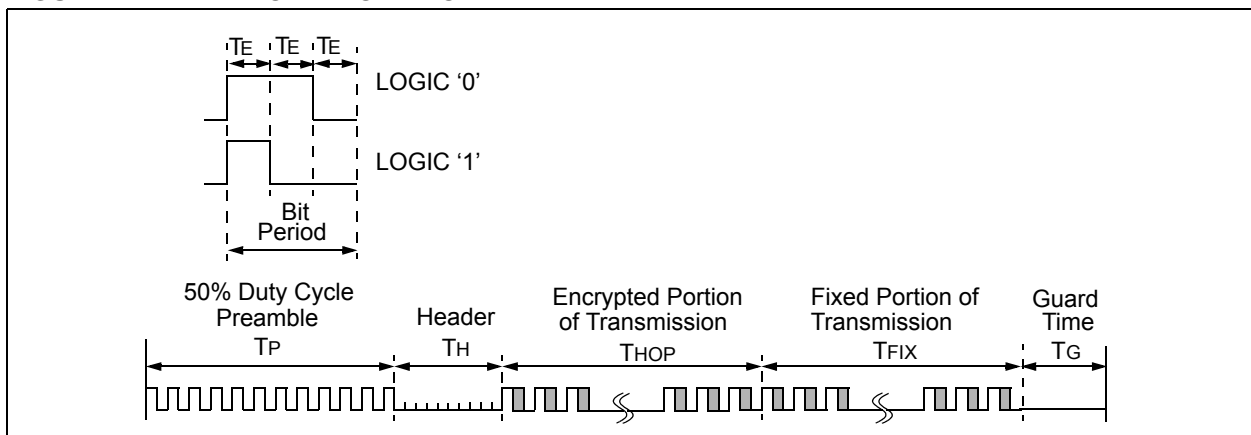 TE TE TE
LOGIC ‘0’
LOGIC ‘1’
Bit
Period
50% Duty Cycle
Preamble
TP
Header
TH
Encrypted Portion
of Transmission
THOP
Fixed Portion of
Transmission
TFIX
Guard
Time
TG